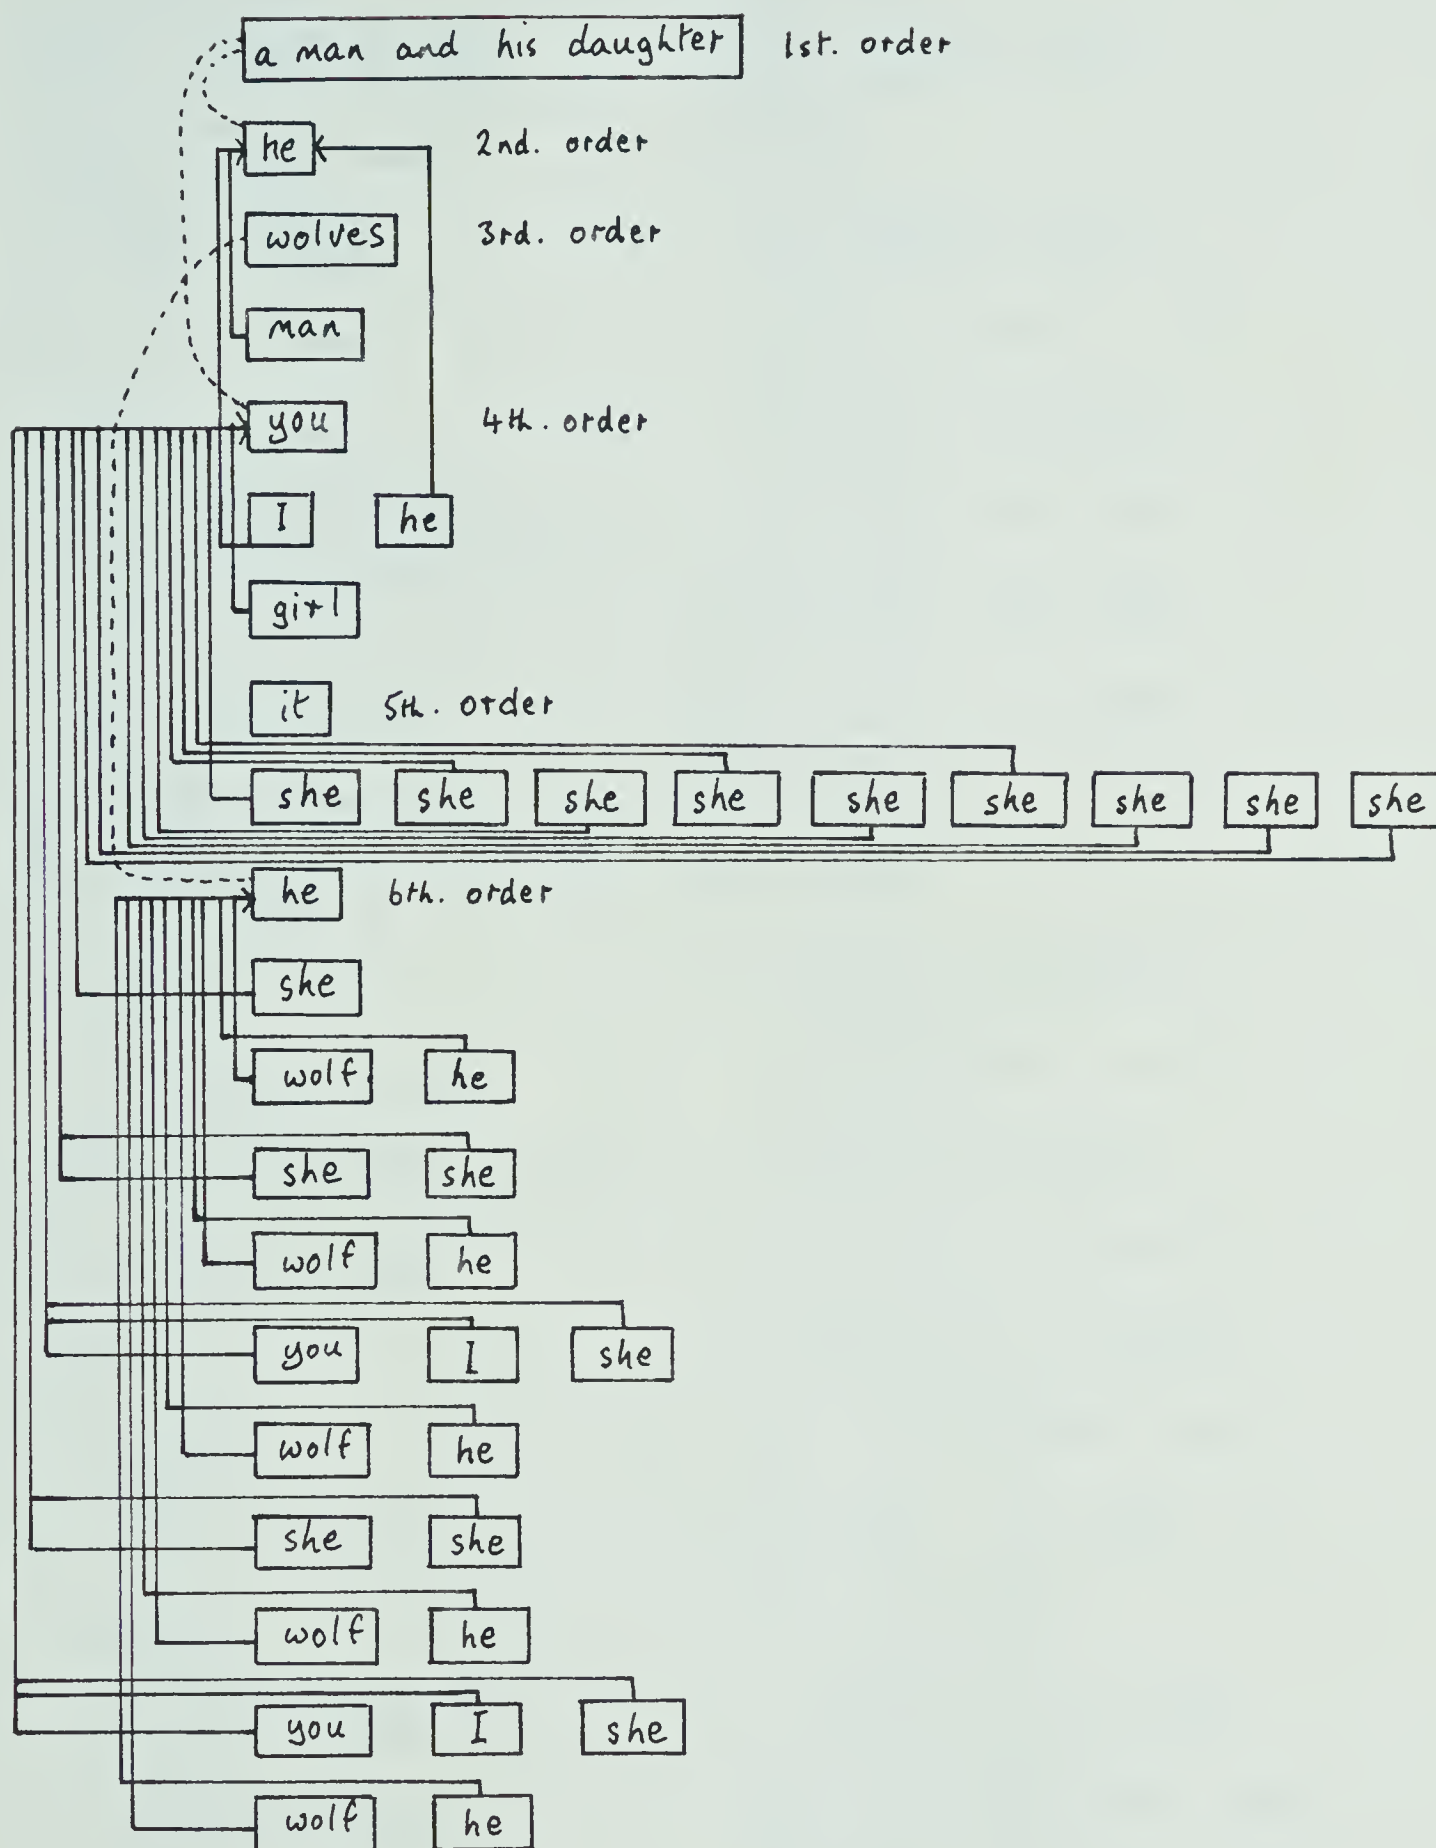 a man and his daughter 1st. order
he 2nd. order
wolves 3rd. order
man
you 4th. order
I he
girl
it 5th. order
she she she she she she she she she
he 6th. order
she
wolf he
she she
wolf he
you I she
wolf he
she she
wolf he
you I she
wolf he